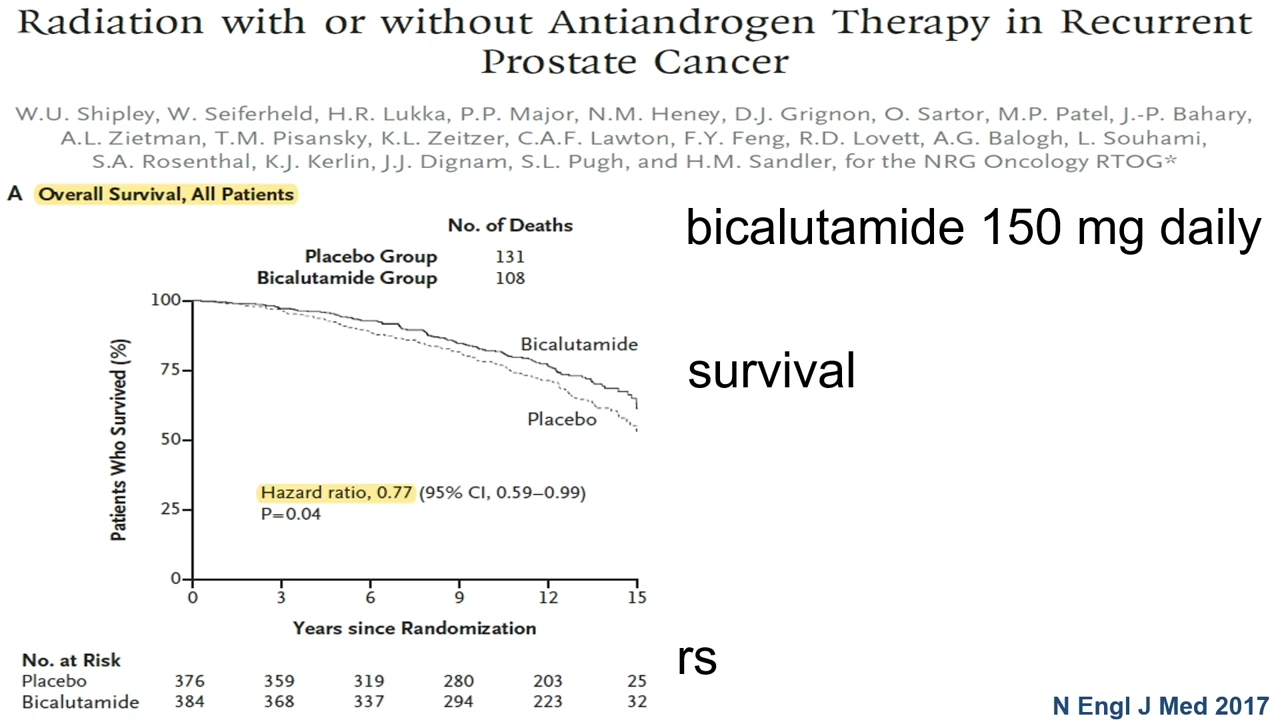 Radiation with or without Antiandrogen Therapy in Recurrent
Prostate Cancer
W.U. Shipley, W. Seiferheld, H.R. Lukka, P.P. Major, N.M. Heney, D.J. Grignon, O. Sartor, M.P. Patel, J.-P. Bahary,
A.L. Zietman, T.M. Pisansky, K.L. Zeitzer, C.A.F. Lawton, F.Y. Feng, R.D. Lovett, A.G. Balogh, L. Souhami,
S.A. Rosenthal, K.J. Kerlin, J.J. Dignam, S.L. Pugh, and H.M. Sandler, for the NRG Oncology RTOG*
A Overall Survival, All Patients
No. of Deaths
Placebo Group 131
Bicalutamide Group 108
100
75
50
25
0
Patients Who Survived (%)
Bicalutamide
Placebo
Hazard ratio, 0.77 (95% CI, 0.59–0.99)
P=0.04
0 3 6 9 12 15
Years since Randomization
No. at Risk
Placebo 376 359 319 280 203 25
Bicalutamide 384 368 337 294 223 32
bicalutamide 150 mg daily
survival
rs
N Engl J Med 2017